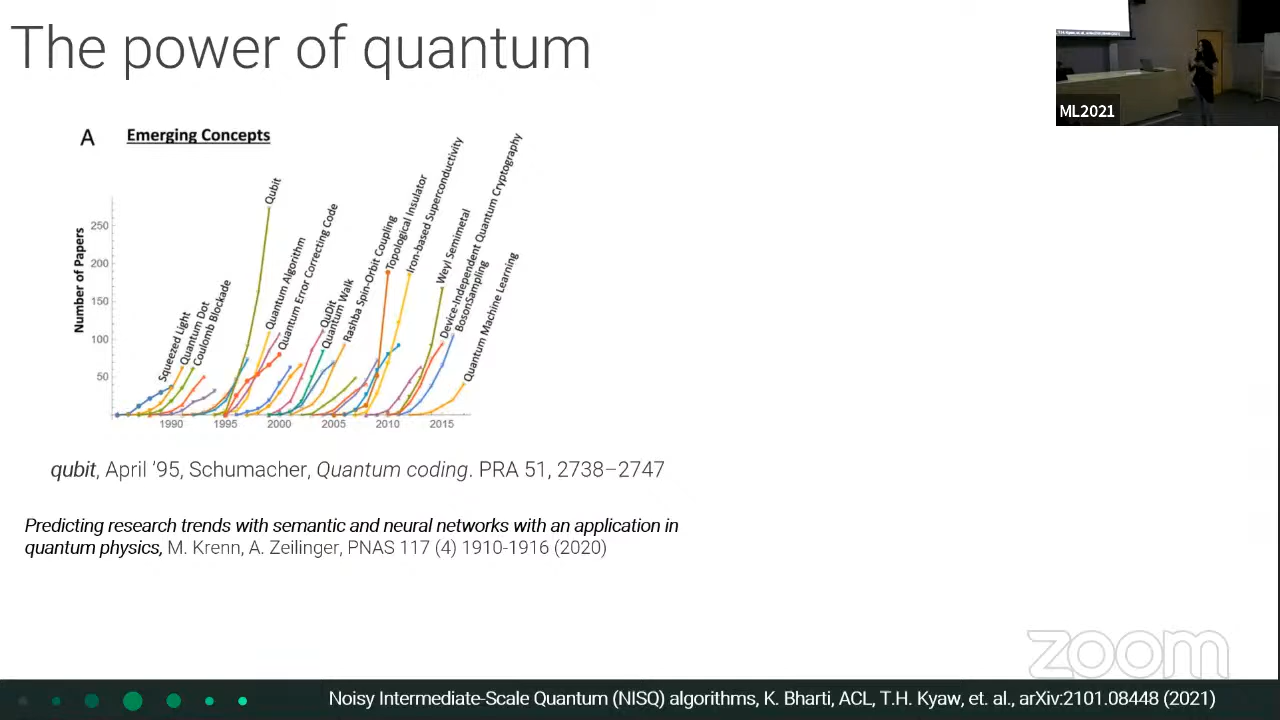 The power of quantum
ML2021
A Emerging Concepts
Number of Papers
250
200
150
100
50
1990 1995 2000 2005 2010 2015
Squeezed Light
Quantum Dot
Coulomb Blockade
Qubit
Quantum Algorithm
Quantum Error Correcting Code
QuDit
Quantum Walk
Rashba Spin-Orbit Coupling
Topological Insulator
Iron-based Superconductivity
Weyl Semimetal
Device-Independent Quantum Cryptography
BosonSampling
Quantum Machine Learning
qubit, April '95, Schumacher, Quantum coding. PRA 51, 2738–2747
Predicting research trends with semantic and neural networks with an application in
quantum physics, M. Krenn, A. Zeilinger, PNAS 117 (4) 1910-1916 (2020)
zoom
Noisy Intermediate-Scale Quantum (NISQ) algorithms, K. Bharti, ACL, T.H. Kyaw, et. al., arXiv:2101.08448 (2021)